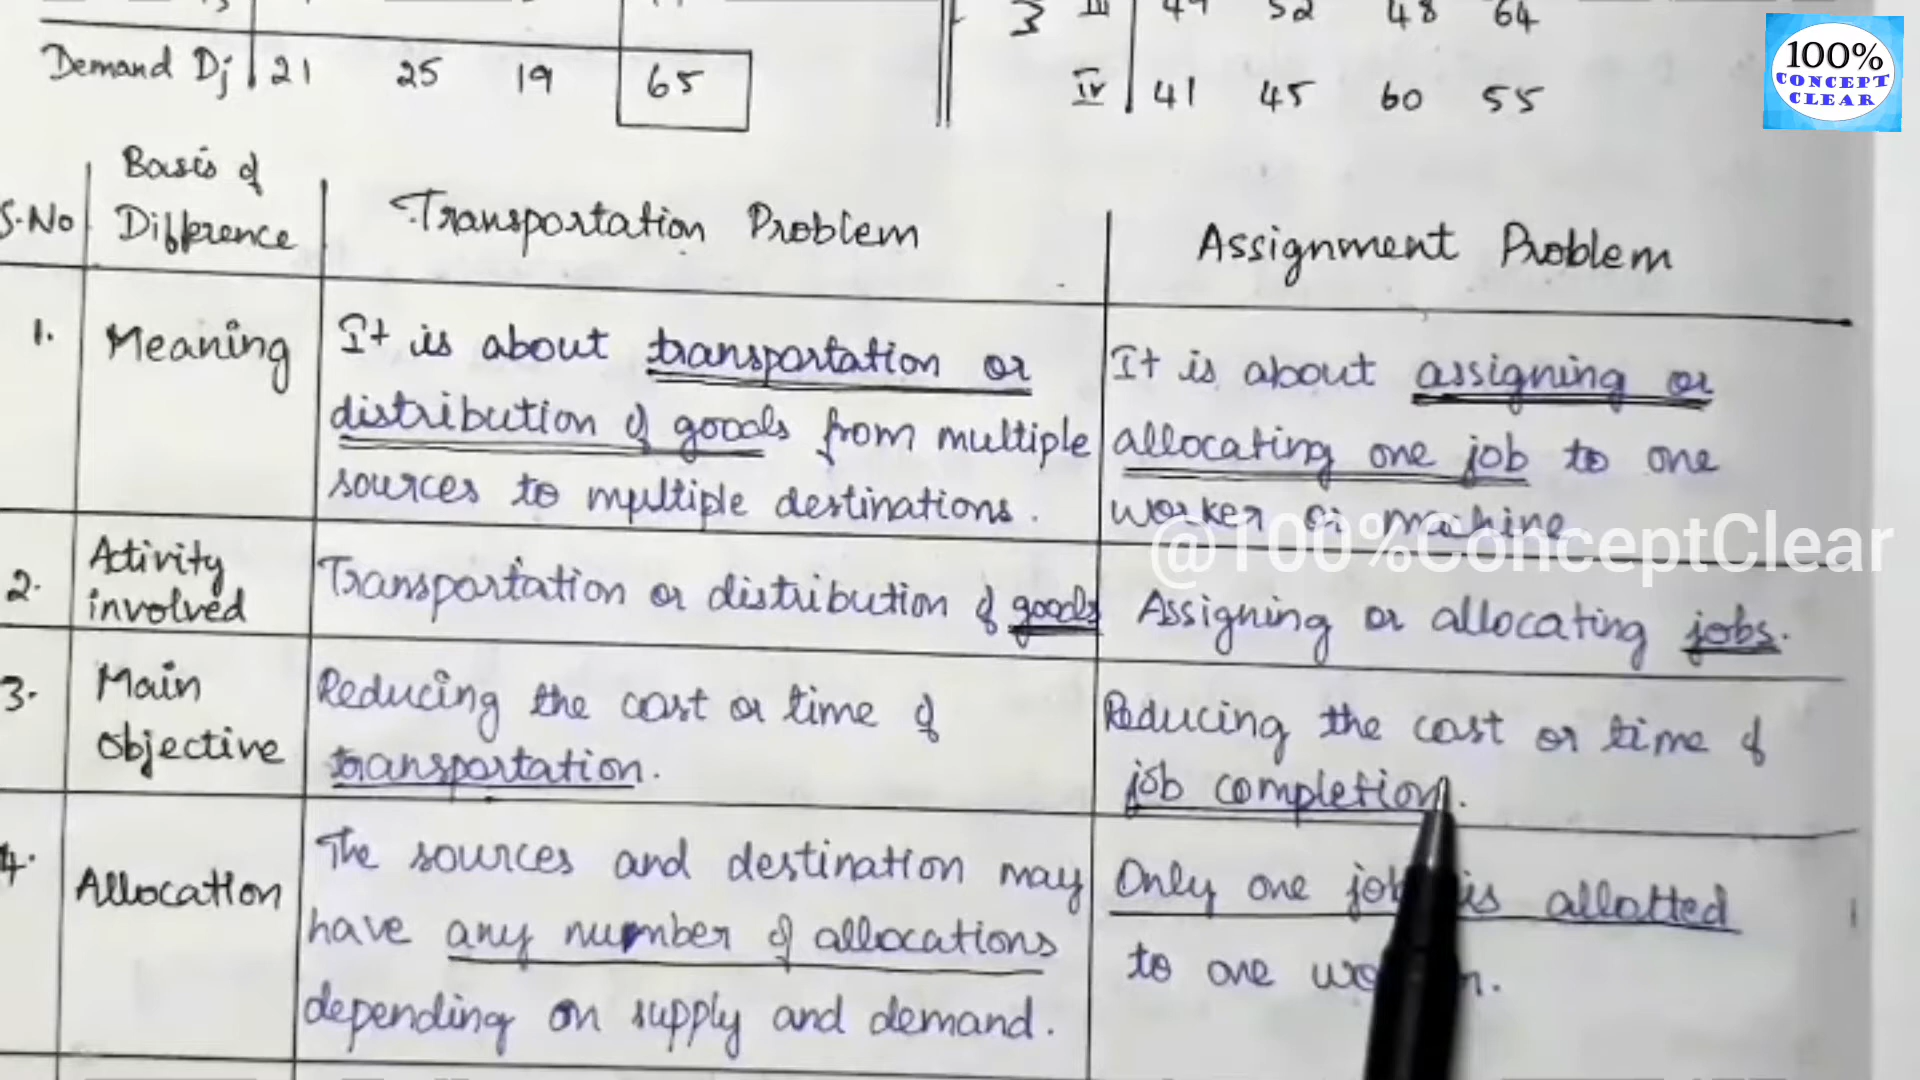 III 49 52 48 64
Demand Dj 21 25 19 65
IV 41 45 60 55
100%
CONCEPT
CLEAR
S.No
Basis of
Difference
Transportation Problem
Assignment Problem
1.
Meaning
It is about transportation or
distribution of goods from multiple
sources to multiple destinations.
It is about assigning or
allocating one job to one
worker or machine
@100%ConceptClear
2.
Activity
involved
Transportation or distribution of goods
Assigning or allocating jobs.
3.
Main
Objective
Reducing the cost or time of
transportation.
Reducing the cost or time of
job completion.
4.
Allocation
The sources and destination may
have any number of allocations
depending on supply and demand.
Only one job is allotted
to one